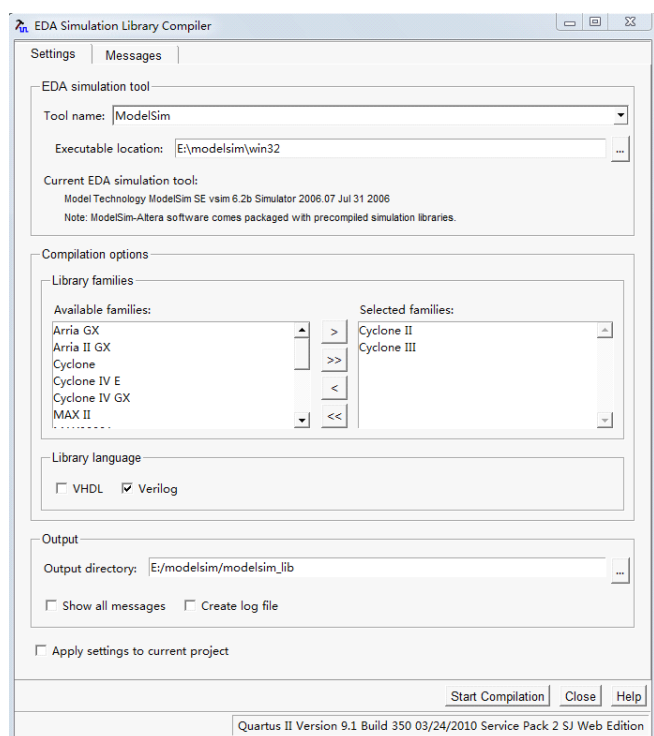 EDA Simulation Library Compiler
Settings
Messages
EDA simulation tool
Tool name: ModelSim
Executable location: E:\modelsim\win32
...
Current EDA simulation tool:
Model Technology ModelSim SE vsim 6.2b Simulator 2006.07 Jul 31 2006
Note: ModelSim-Altera software comes packaged with precompiled simulation libraries.
Compilation options
Library families
Available families:
Arria GX
Arria II GX
Cyclone
Cyclone IV E
Cyclone IV GX
MAX II
>
>>
<
<<
Selected families:
Cyclone II
Cyclone III
Library language
VHDL
Verilog
Output
Output directory: E:/modelsim/modelsim_lib
...
Show all messages
Create log file
Apply settings to current project
Start Compilation
Close
Help
Quartus II Version 9.1 Build 350 03/24/2010 Service Pack 2 SJ Web Edition